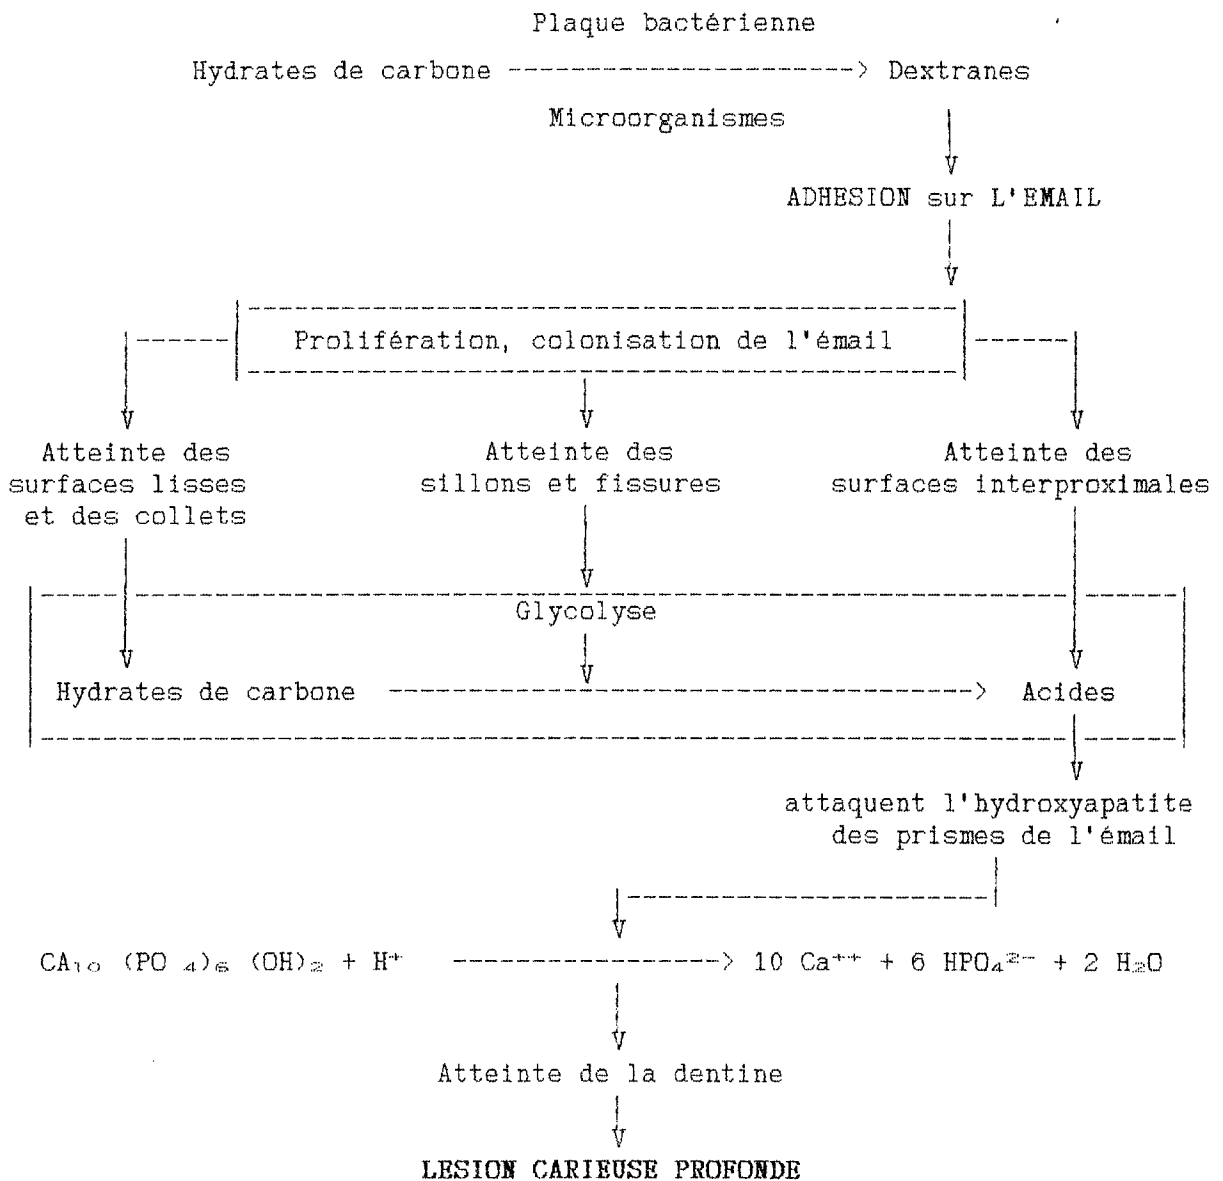 Plaque bactérienne
Hydrates de carbone ----------------------> Dextranes
Microorganismes
ADHESION sur L'EMAIL
Prolifération, colonisation de l'émail
Atteinte des
surfaces lisses
et des collets
Atteinte des
sillons et fissures
Atteinte des
surfaces interproximales
Glycolyse
Hydrates de carbone -------------------------------------> Acides
attaquent l'hydroxyapatite
des prismes de l'émail
CA₁₀ (PO ₄)₆ (OH)₂ + H⁺ -----------------> 10 Ca⁺⁺ + 6 HPO₄²⁻ + 2 H₂O
Atteinte de la dentine
LESION CARIEUSE PROFONDE